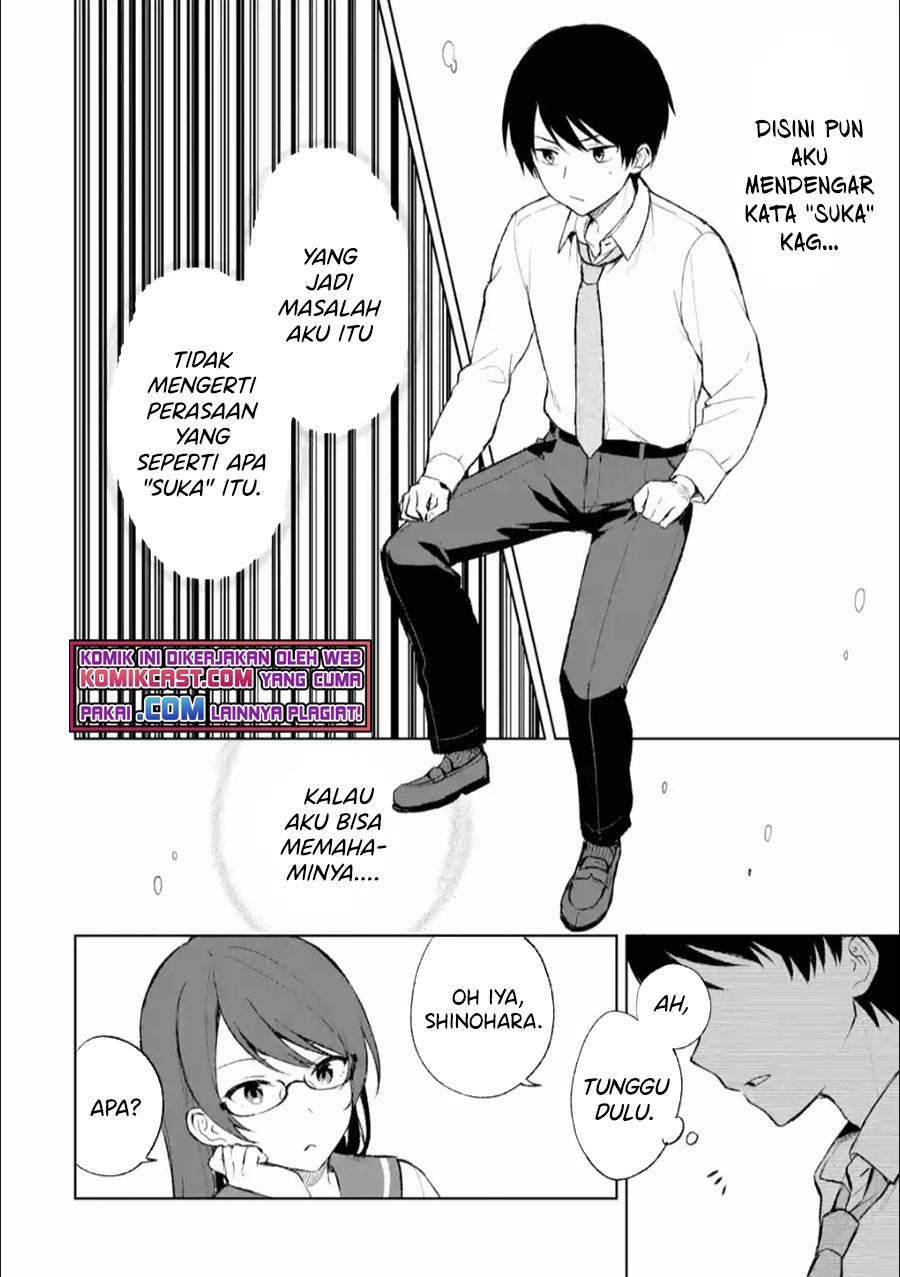 DISINI PUN
AKU
MENDENGAR
KATA "SUKA"
KAG...
YANG
JADI
MASALAH
AKU ITU
TIDAK
MENGERTI
PERASAAN
YANG
SEPERTI APA
"SUKA" ITU.
KOMIK INI DIKERJAKAN OLEH WEB
KOMIKCAST.COM YANG CUMA
PAKAI .COM LAINNYA PLAGIAT!
KALAU
AKU BISA
MEMAHA-
MINYA....
AH,
TUNGGU
DULU.
OH IYA,
SHINOHARA.
APA?